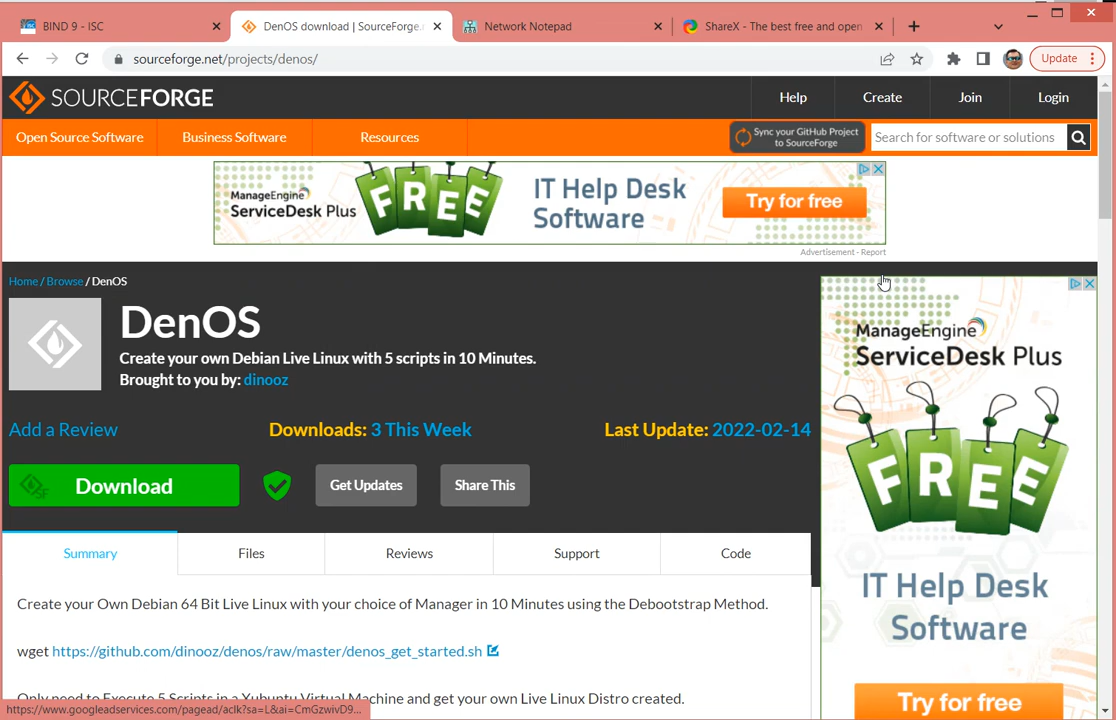 BIND 9 - ISC
DenOS download | SourceForge.
Network Notepad
ShareX - The best free and open
sourceforge.net/projects/denos/
Update
SOURCEFORGE
Help
Create
Join
Login
Open Source Software
Business Software
Resources
Sync your GitHub Project
to SourceForge
Search for software or solutions
ManageEngine
ServiceDesk Plus
FREE
IT Help Desk
Software
Try for free
Advertisement - Report
Home / Browse / DenOS
DenOS
Create your own Debian Live Linux with 5 scripts in 10 Minutes.
Brought to you by: dinooz
Add a Review
Downloads: 3 This Week
Last Update: 2022-02-14
SF
Download
Get Updates
Share This
Summary
Files
Reviews
Support
Code
Create your Own Debian 64 Bit Live Linux with your choice of Manager in 10 Minutes using the Debootstrap Method.
wget https://github.com/dinooz/denos/raw/master/denos_get_started.sh
Only need to Execute 5 Scripts in a Xubuntu Virtual Machine and get your own Live Linux Distro created.
https://www.googleadservices.com/pagead/aclk?sa=L&ai=CmGzwivD9...
ManageEngine
ServiceDesk Plus
FREE
IT Help Desk
Software
Try for free